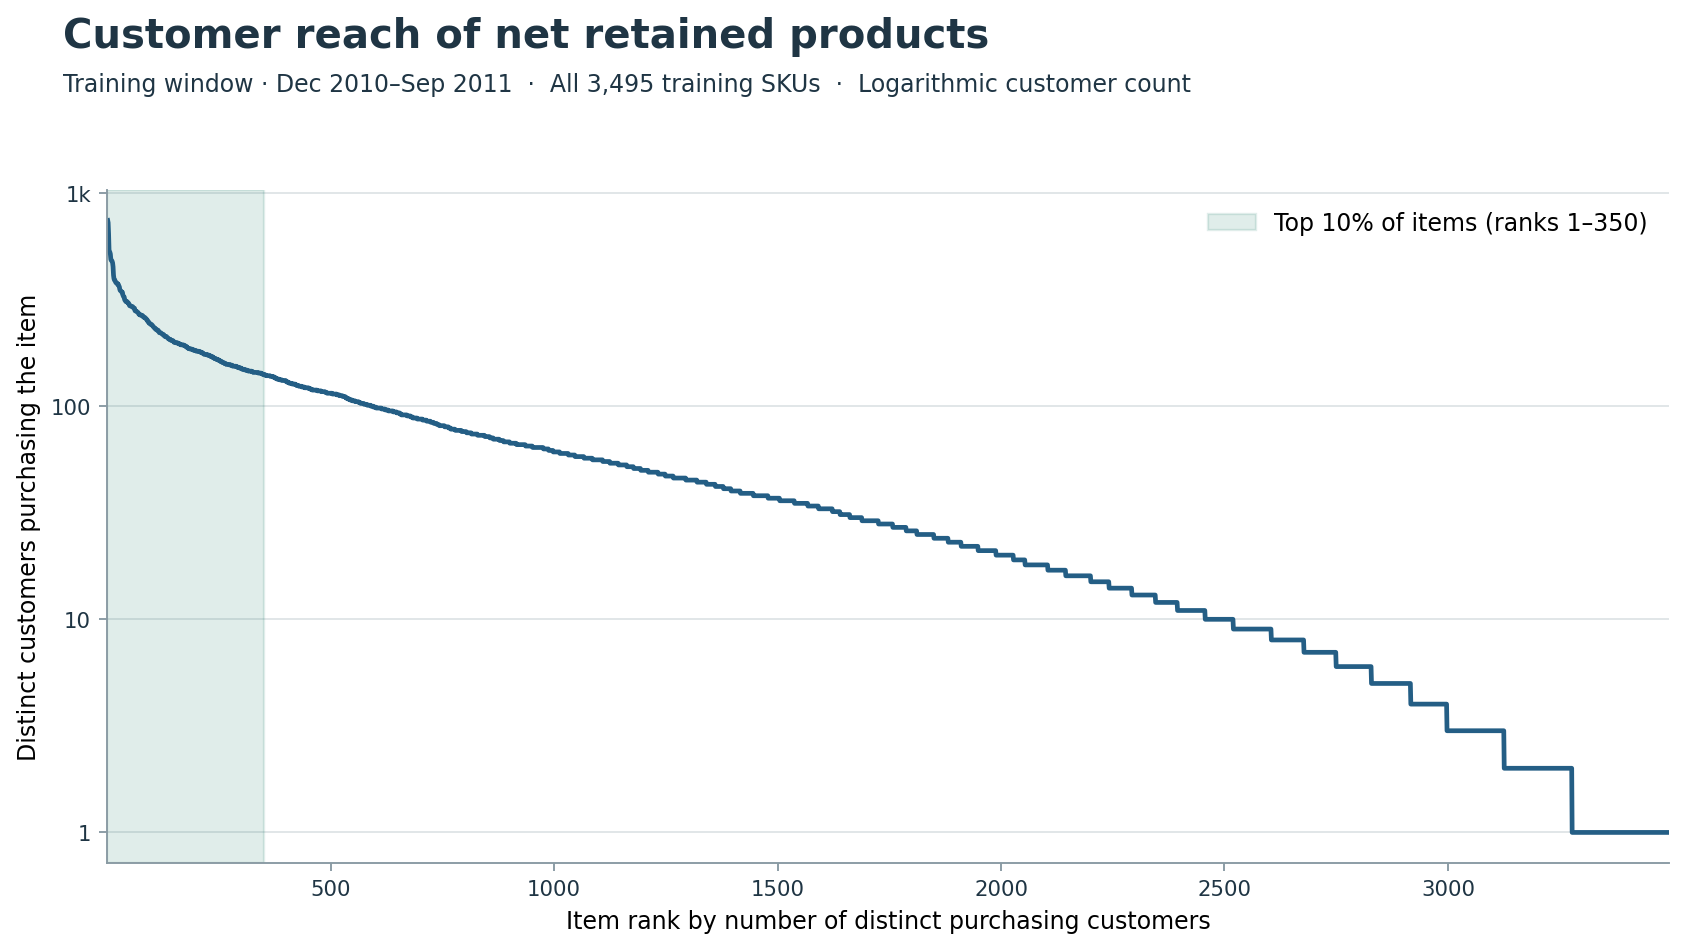 Customer reach of net retained products
Training window · Dec 2010–Sep 2011 · All 3,495 training SKUs · Logarithmic customer count
1k
Top 10% of items (ranks 1–350)
100
10
1
Distinct customers purchasing the item
500
1000
1500
2000
2500
3000
Item rank by number of distinct purchasing customers